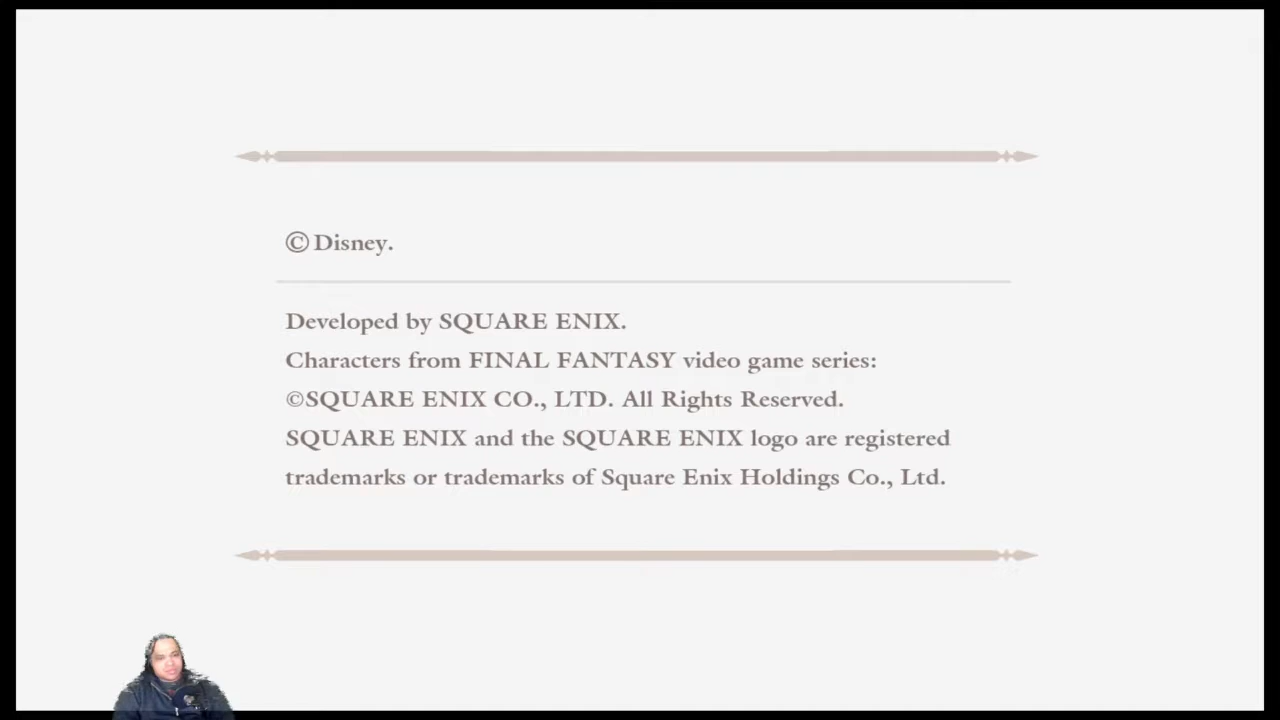 © Disney.
Developed by SQUARE ENIX.
Characters from FINAL FANTASY video game series:
©SQUARE ENIX CO., LTD. All Rights Reserved.
SQUARE ENIX and the SQUARE ENIX logo are registered
trademarks or trademarks of Square Enix Holdings Co., Ltd.